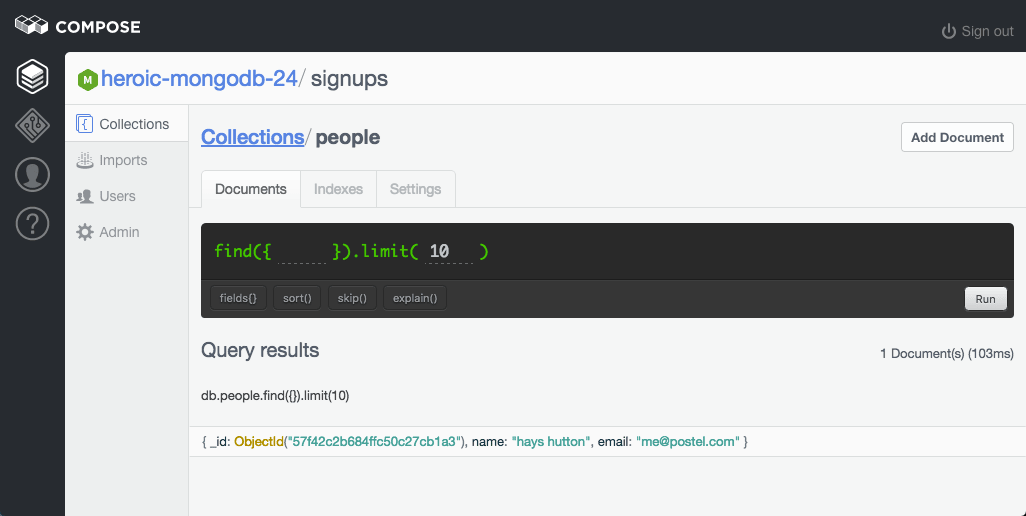 COMPOSE
Sign out
M heroic-mongodb-24/ signups
Collections
Imports
Users
Admin
Collections/ people
Add Document
Documents Indexes Settings
find({ }).limit( 10 )
fields{} sort() skip() explain() Run
Query results
1 Document(s) (103ms)
db.people.find({}).limit(10)
{ _id: ObjectId("57f42c2b684ffc50c27cb1a3"), name: "hays hutton", email: "me@postel.com" }